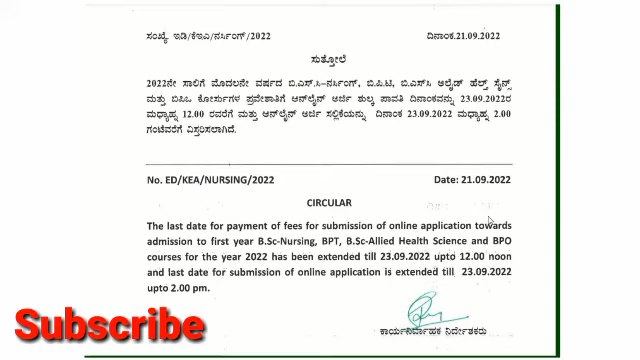 ಸಂಖ್ಯೆ ಇಡಿ/ಕೆಇಎ/ನರ್ಸಿಂಗ್/2022 ದಿನಾಂಕ:21.09.2022
ಸುತ್ತೋಲೆ
2022ನೇ ಸಾಲಿಗೆ ಮೊದಲನೇ ವರ್ಷದ ಬಿ.ಎಸ್.ಸಿ-ನರ್ಸಿಂಗ್, ಬಿ.ಪಿ.ಟಿ, ಬಿ.ಎಸ್.ಸಿ ಅಲೈಡ್ ಹೆಲ್ತ್ ಸೈನ್ಸ್
ಮತ್ತು ಬಿಪಿಒ ಕೋರ್ಸುಗಳ ಪ್ರವೇಶಾತಿಗೆ ಆನ್‌ಲೈನ್ ಅರ್ಜಿ ಶುಲ್ಕ ಪಾವತಿ ದಿನಾಂಕವನ್ನು 23.09.2022ರ
ಮಧ್ಯಾಹ್ನ 12.00 ರವರೆಗೆ ಮತ್ತು ಆನ್‌ಲೈನ್ ಅರ್ಜಿ ಸಲ್ಲಿಕೆಯನ್ನು ದಿನಾಂಕ 23.09.2022 ಮಧ್ಯಾಹ್ನ 2.00
ಗಂಟೆವರೆಗೆ ವಿಸ್ತರಿಸಲಾಗಿದೆ.
No. ED/KEA/NURSING/2022 Date: 21.09.2022
CIRCULAR
The last date for payment of fees for submission of online application towards
admission to first year B.Sc-Nursing, BPT, B.Sc-Allied Health Science and BPO
courses for the year 2022 has been extended till 23.09.2022 upto 12.00 noon
and last date for submission of online application is extended till 23.09.2022
upto 2.00 pm.
ಕಾರ್ಯನಿರ್ವಾಹಕ ನಿರ್ದೇಶಕರು
Subscribe